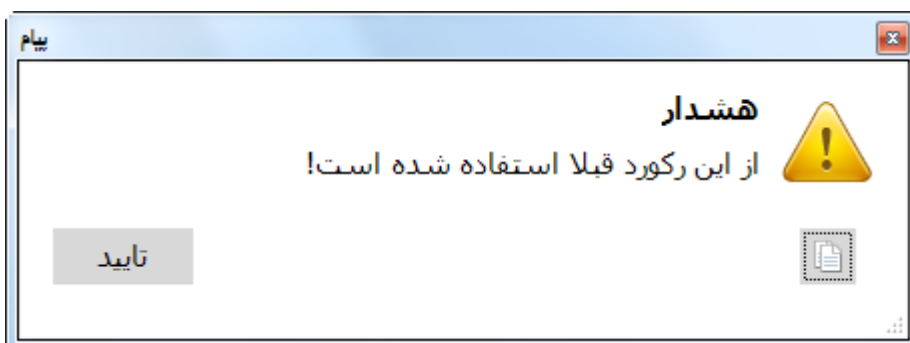 پیام
هشدار
از این رکورد قبلا استفاده شده است!
تایید